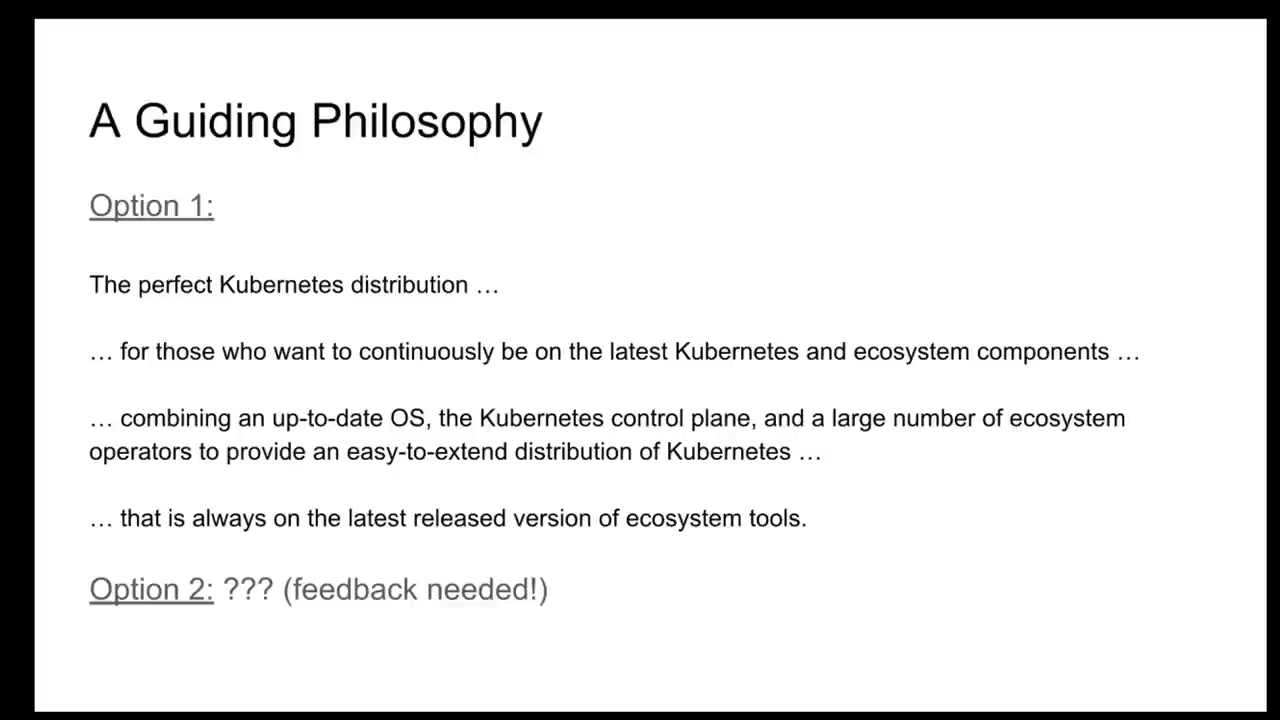 A Guiding Philosophy
Option 1:
The perfect Kubernetes distribution …
… for those who want to continuously be on the latest Kubernetes and ecosystem components …
… combining an up-to-date OS, the Kubernetes control plane, and a large number of ecosystem
operators to provide an easy-to-extend distribution of Kubernetes …
… that is always on the latest released version of ecosystem tools.
Option 2: ??? (feedback needed!)